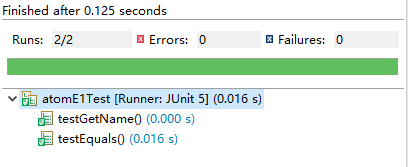 Finished after 0.125 seconds
Runs: 2/2 Errors: 0 Failures: 0
atomE1Test [Runner: JUnit 5] (0.016 s)
testGetName() (0.000 s)
testEquals() (0.016 s)